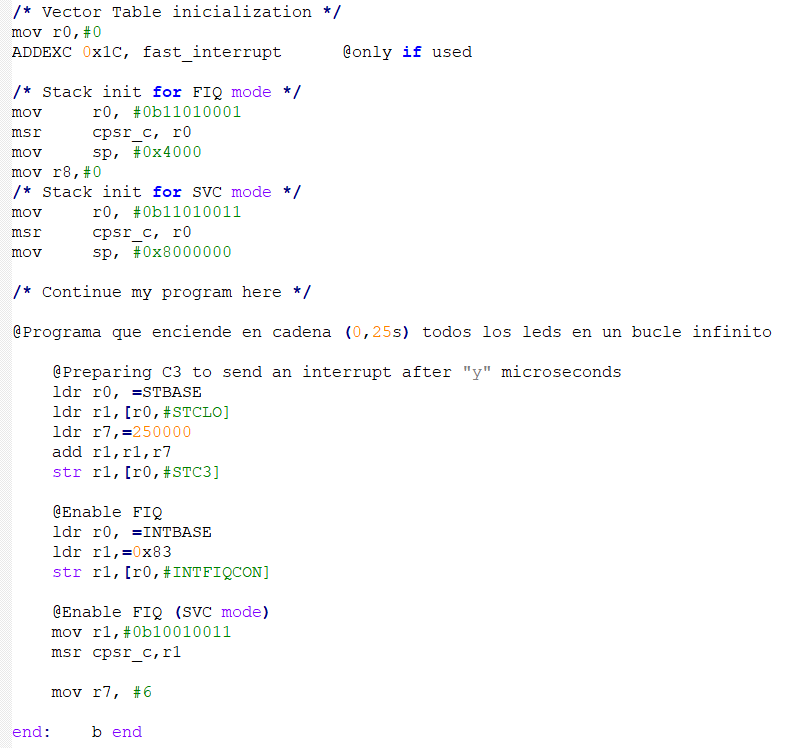 /* Vector Table inicialization */
mov r0,#0
ADDEXC 0x1C, fast_interrupt      @only if used
/* Stack init for FIQ mode */
mov     r0, #0b11010001
msr     cpsr_c, r0
mov     sp, #0x4000
mov r8,#0
/* Stack init for SVC mode */
mov     r0, #0b11010011
msr     cpsr_c, r0
mov     sp, #0x8000000
/* Continue my program here */
@Programa que enciende en cadena (0,25s) todos los leds en un bucle infinito
    @Preparing C3 to send an interrupt after "y" microseconds
    ldr r0, =STBASE
    ldr r1,[r0,#STCLO]
    ldr r7,=250000
    add r1,r1,r7
    str r1,[r0,#STC3]
    @Enable FIQ
    ldr r0, =INTBASE
    ldr r1,=0x83
    str r1,[r0,#INTFIQCON]
    @Enable FIQ (SVC mode)
    mov r1,#0b10010011
    msr cpsr_c,r1
    mov r7, #6
end:    b end